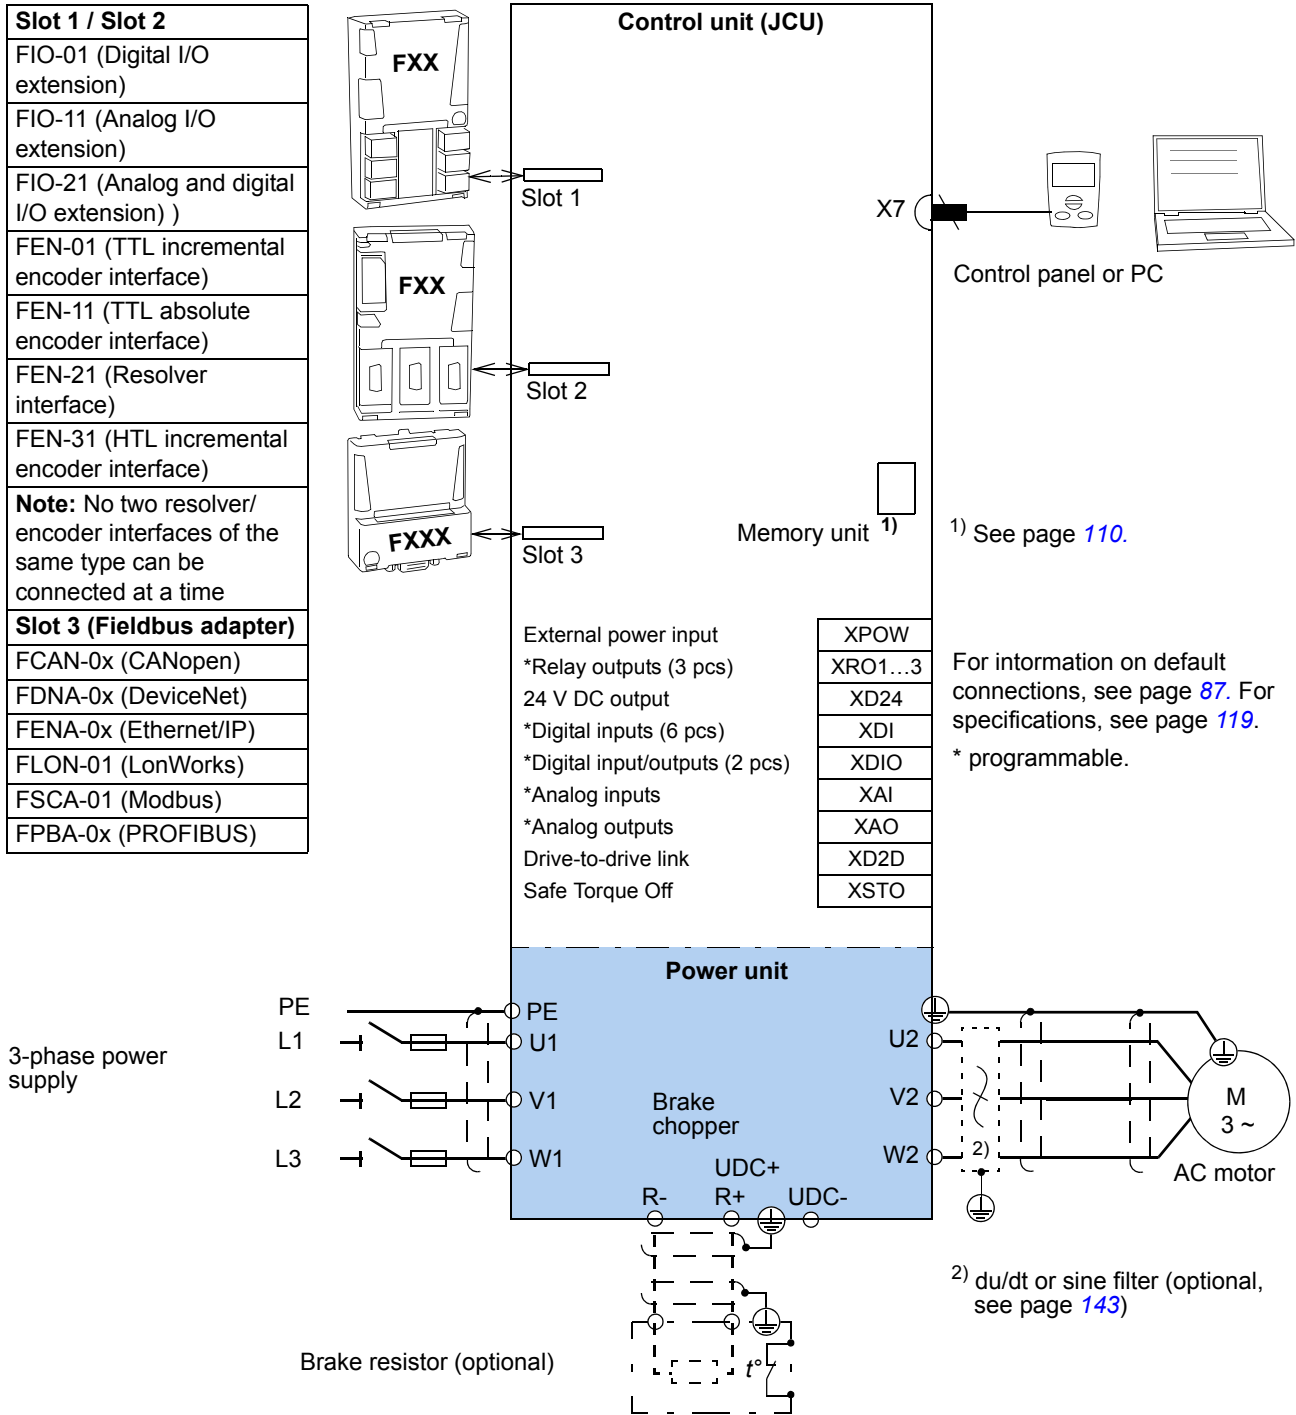 Slot 1 / Slot 2
FIO-01 (Digital I/O
extension)
FIO-11 (Analog I/O
extension)
FIO-21 (Analog and digital
I/O extension) )
FEN-01 (TTL incremental
encoder interface)
FEN-11 (TTL absolute
encoder interface)
FEN-21 (Resolver
interface)
FEN-31 (HTL incremental
encoder interface)
Note: No two resolver/
encoder interfaces of the
same type can be
connected at a time
Slot 3 (Fieldbus adapter)
FCAN-0x (CANopen)
FDNA-0x (DeviceNet)
FENA-0x (Ethernet/IP)
FLON-01 (LonWorks)
FSCA-01 (Modbus)
FPBA-0x (PROFIBUS)
FXX
FXX
FXXX
Control unit (JCU)
Slot 1
Slot 2
Slot 3
X7
Control panel or PC
Memory unit 1)
1) See page 110.
External power input XPOW
*Relay outputs (3 pcs) XRO1…3
24 V DC output XD24
*Digital inputs (6 pcs) XDI
*Digital input/outputs (2 pcs) XDIO
*Analog inputs XAI
*Analog outputs XAO
Drive-to-drive link XD2D
Safe Torque Off XSTO
For intormation on default
connections, see page 87. For
specifications, see page 119.
* programmable.
Power unit
3-phase power
supply
PE
L1
L2
L3
PE
U1
V1
W1
Brake
chopper
U2
V2
W2
2)
M
3 ~
AC motor
UDC+
R- R+ UDC-
2) du/dt or sine filter (optional,
see page 143)
Brake resistor (optional)
t°